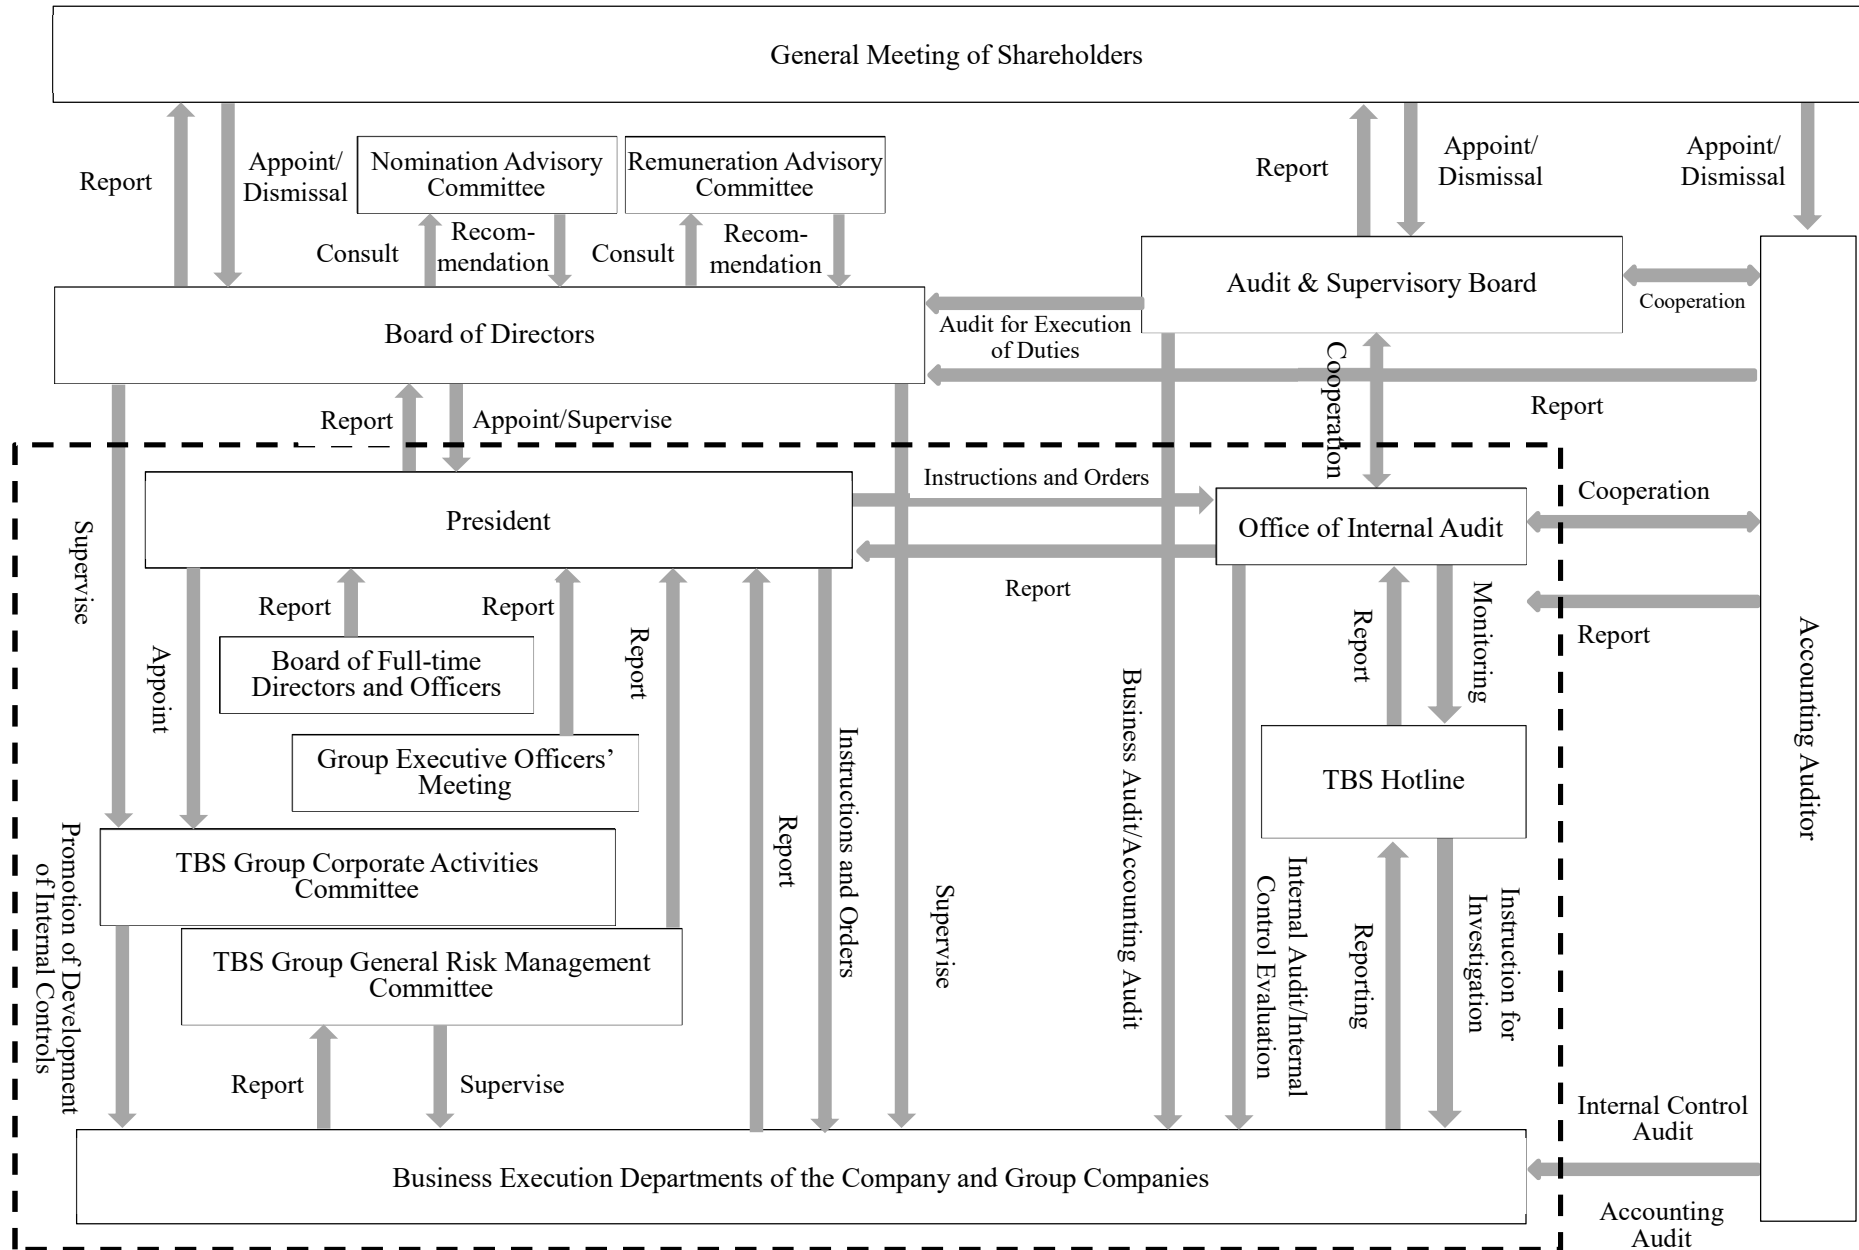 General Meeting of Shareholders
Report
Appoint/
Dismissal
Nomination Advisory
Committee
Remuneration Advisory
Committee
Consult
Recom-
mendation
Consult
Recom-
mendation
Report
Appoint/
Dismissal
Appoint/
Dismissal
Board of Directors
Audit & Supervisory Board
Cooperation
Audit for Execution
of Duties
Cooperation
Report
Report
Appoint/Supervise
President
Instructions and Orders
Report
Office of Internal Audit
Cooperation
Report
Supervise
Appoint
Report
Report
Report
Board of Full-time
Directors and Officers
Group Executive Officers’
Meeting
Report
Instructions and Orders
Supervise
Business Audit/Accounting Audit
Report
Monitoring
TBS Hotline
Accounting Auditor
TBS Group Corporate Activities
Committee
TBS Group General Risk Management
Committee
Promotion of Development
of Internal Controls
Report
Supervise
Internal Audit/Internal
Control Evaluation
Reporting
Instruction for
Investigation
Internal Control
Audit
Business Execution Departments of the Company and Group Companies
Accounting
Audit